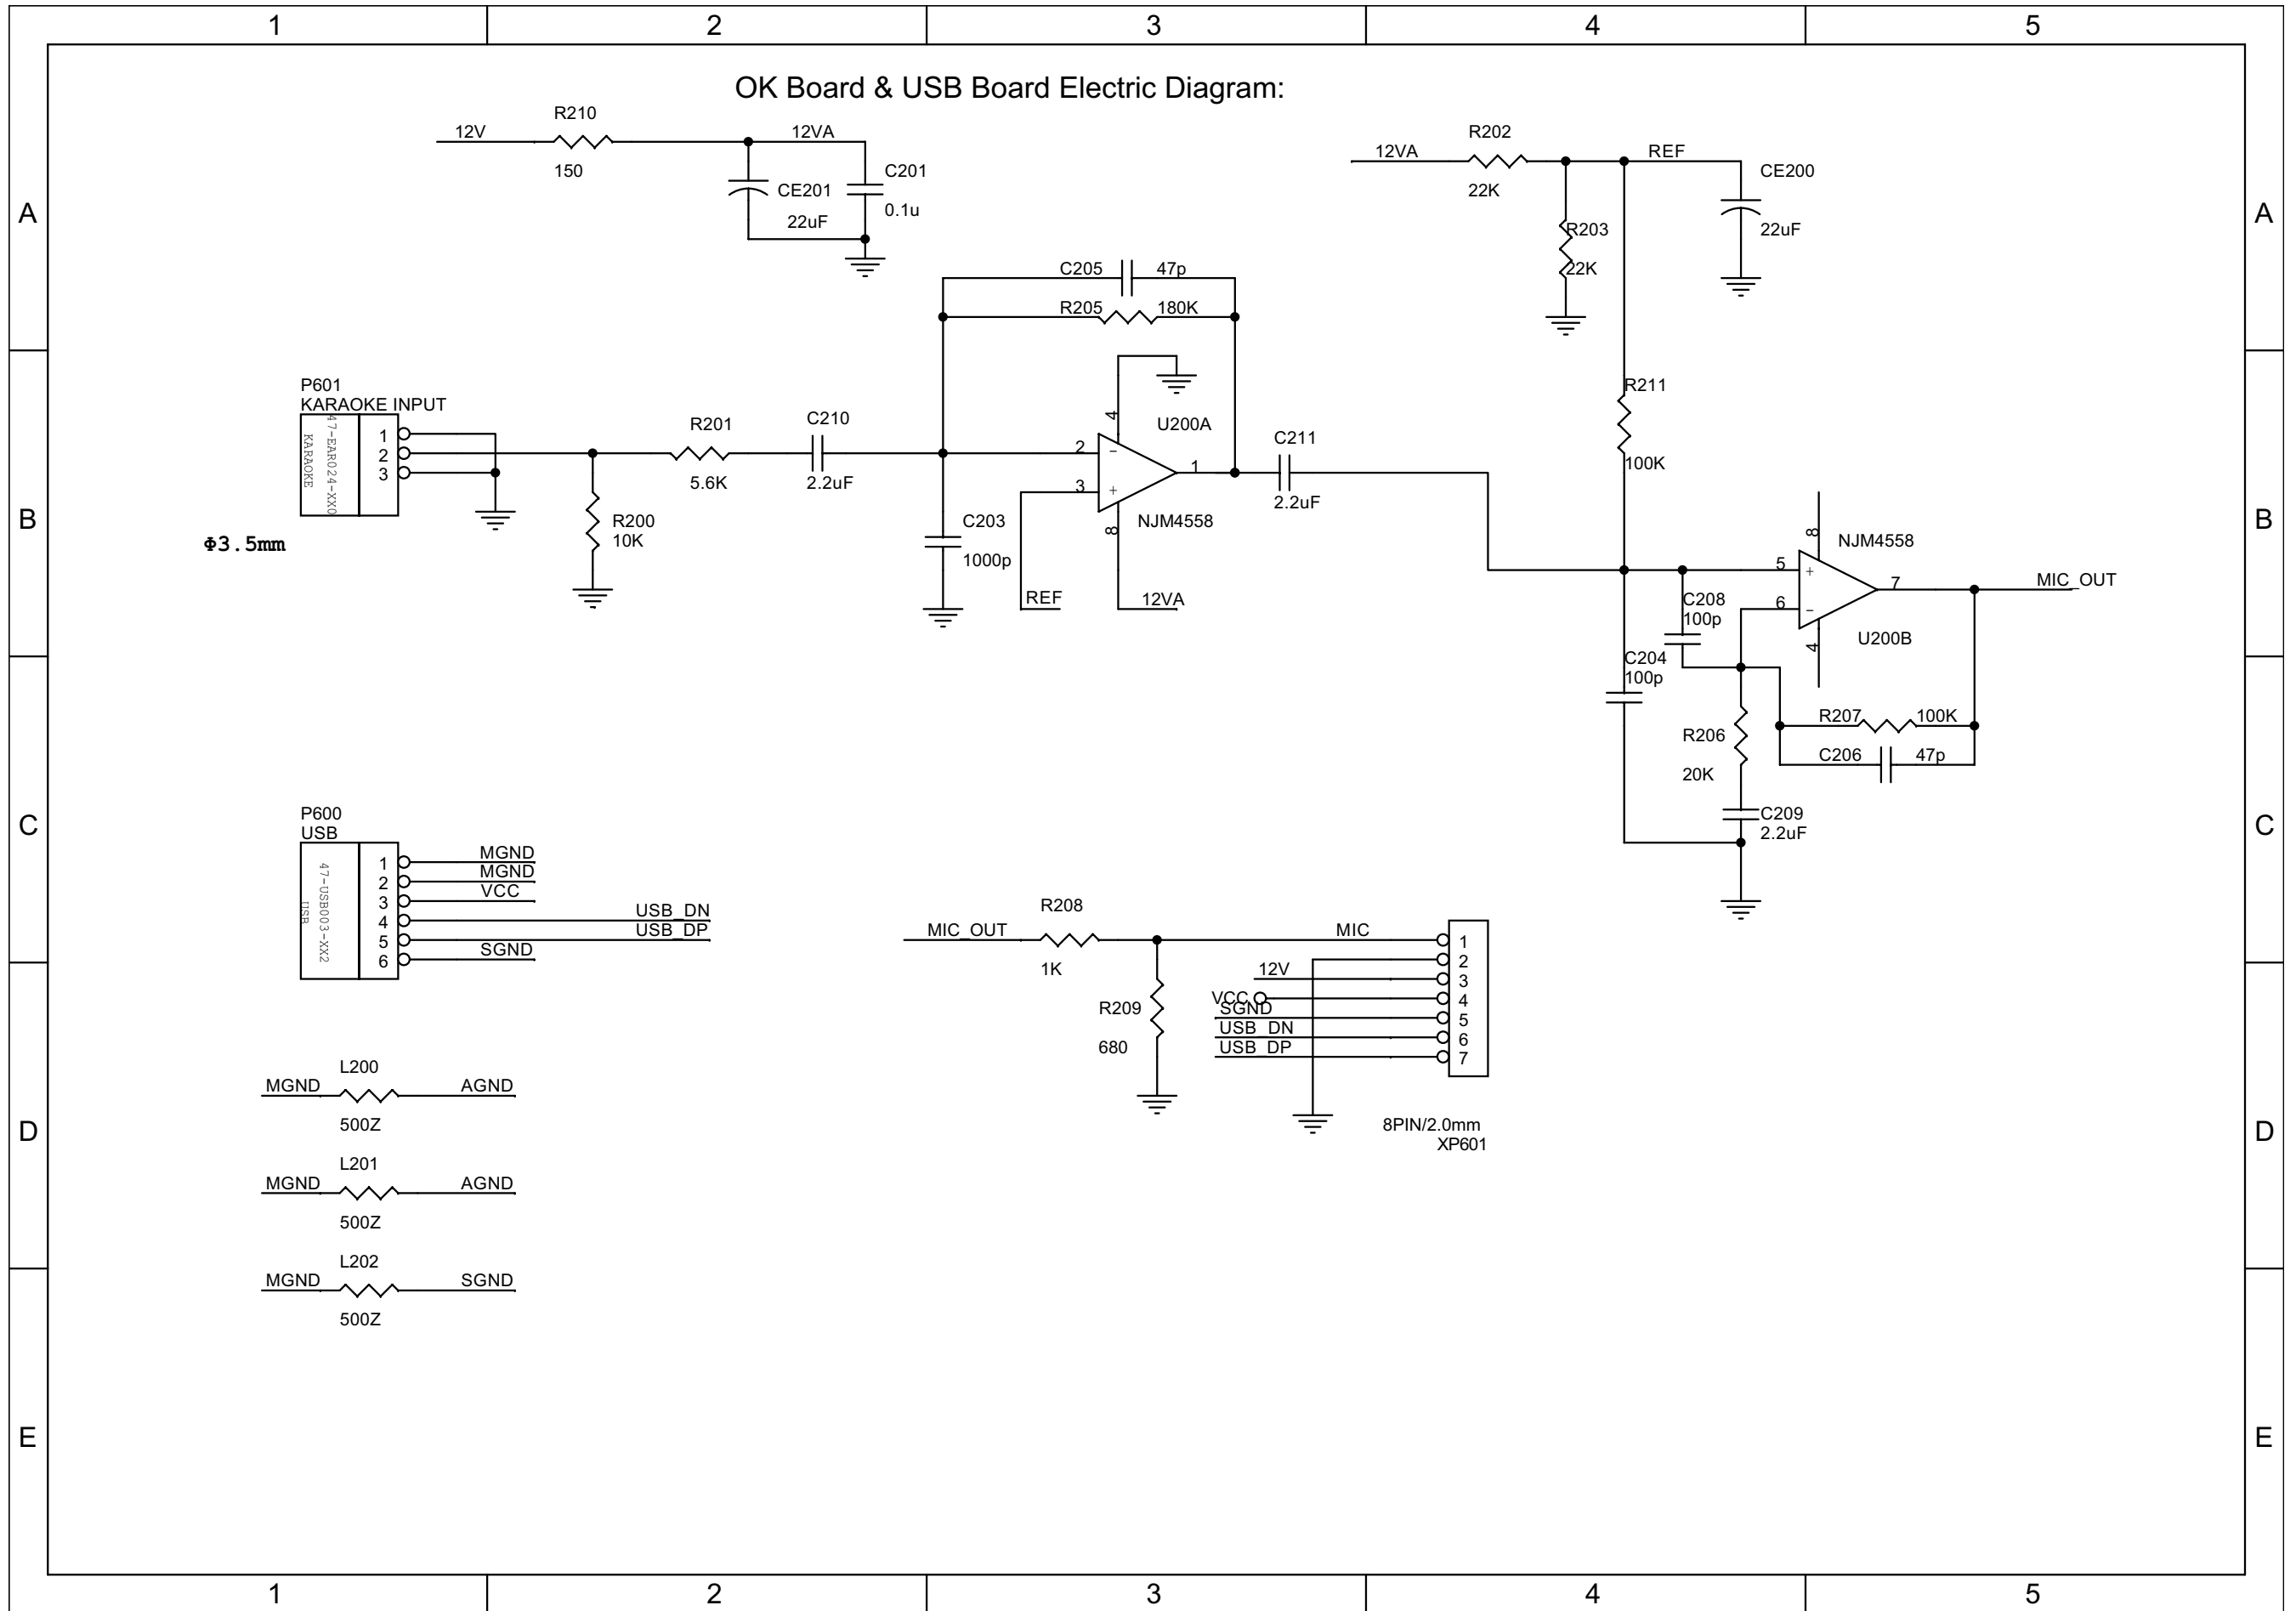 1 2 3 4 5
OK Board & USB Board Electric Diagram:
A
A
12V
R210
150
12VA
CE201
22uF
C201
0.1u
12VA
R202
22K
REF
R203
22K
CE200
22uF
C205
47p
R205
180K
B
B
P601
KARAOKE INPUT
47-EAR024-XX0
KARAOKE
1
2
3
Φ3.5mm
R200
10K
R201
5.6K
C210
2.2uF
C203
1000p
REF
2
3
4
8
1
-
+
U200A
NJM4558
12VA
C211
2.2uF
R211
100K
C208
100p
C204
100p
5
6
8
4
7
+
-
NJM4558
U200B
MIC_OUT
C
C
R206
20K
R207
100K
C206
47p
C209
2.2uF
P600
USB
47-USB003-XX2
USB
1
2
3
4
5
6
MGND
MGND
VCC
USB_DN
USB_DP
SGND
MIC_OUT
R208
1K
R209
680
MIC
12V
VCC
SGND
USB_DN
USB_DP
1
2
3
4
5
6
7
8PIN/2.0mm
XP601
D
D
L200
MGND
AGND
500Z
L201
MGND
AGND
500Z
L202
MGND
SGND
500Z
E
E
1 2 3 4 5